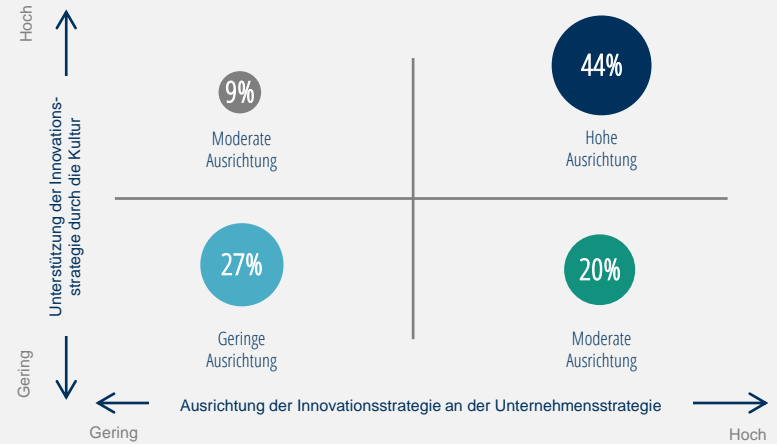 Hoch
Unterstützung der Innovations-
strategie durch die Kultur
Gering
9%
Moderate
Ausrichtung
44%
Hohe
Ausrichtung
27%
Geringe
Ausrichtung
20%
Moderate
Ausrichtung
Ausrichtung der Innovationsstrategie an der Unternehmensstrategie
Gering
Hoch